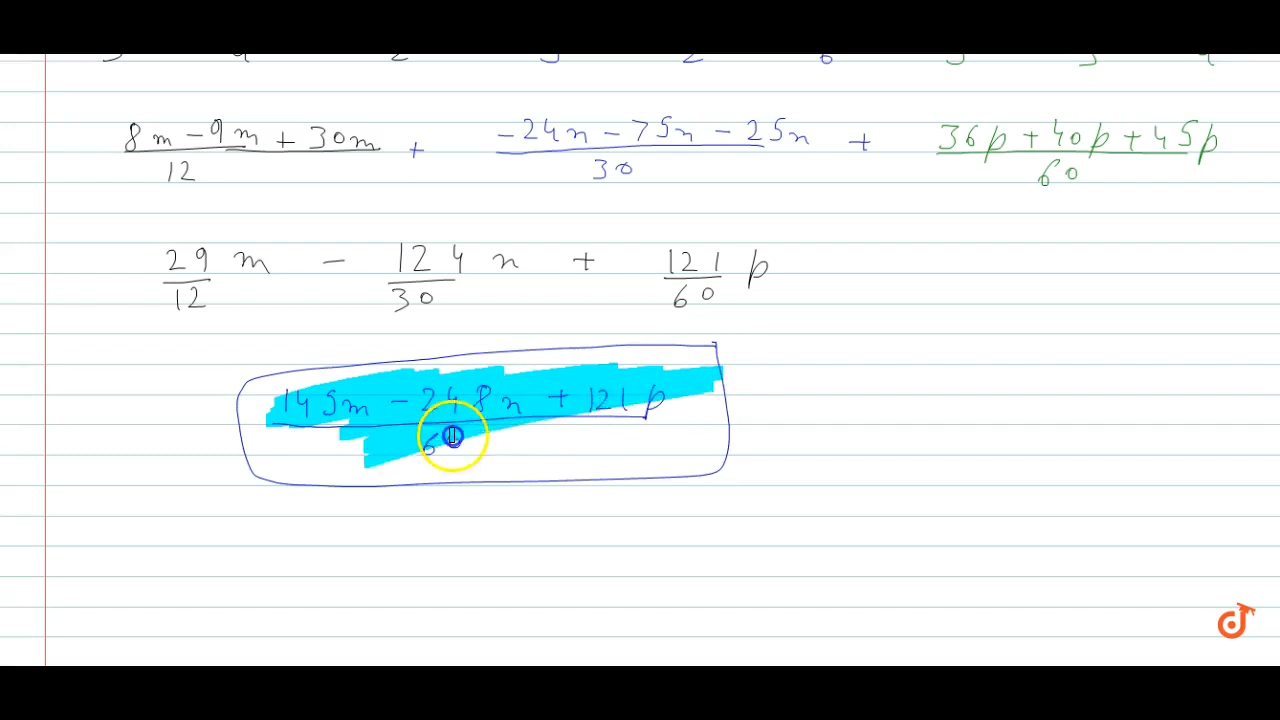 8m - 9m + 30m / 12 + -24n - 75n - 25n / 30 + 36p + 40p + 45p / 60
29/12 m - 124/30 n + 121/60 p
145m - 248n + 121p / 60